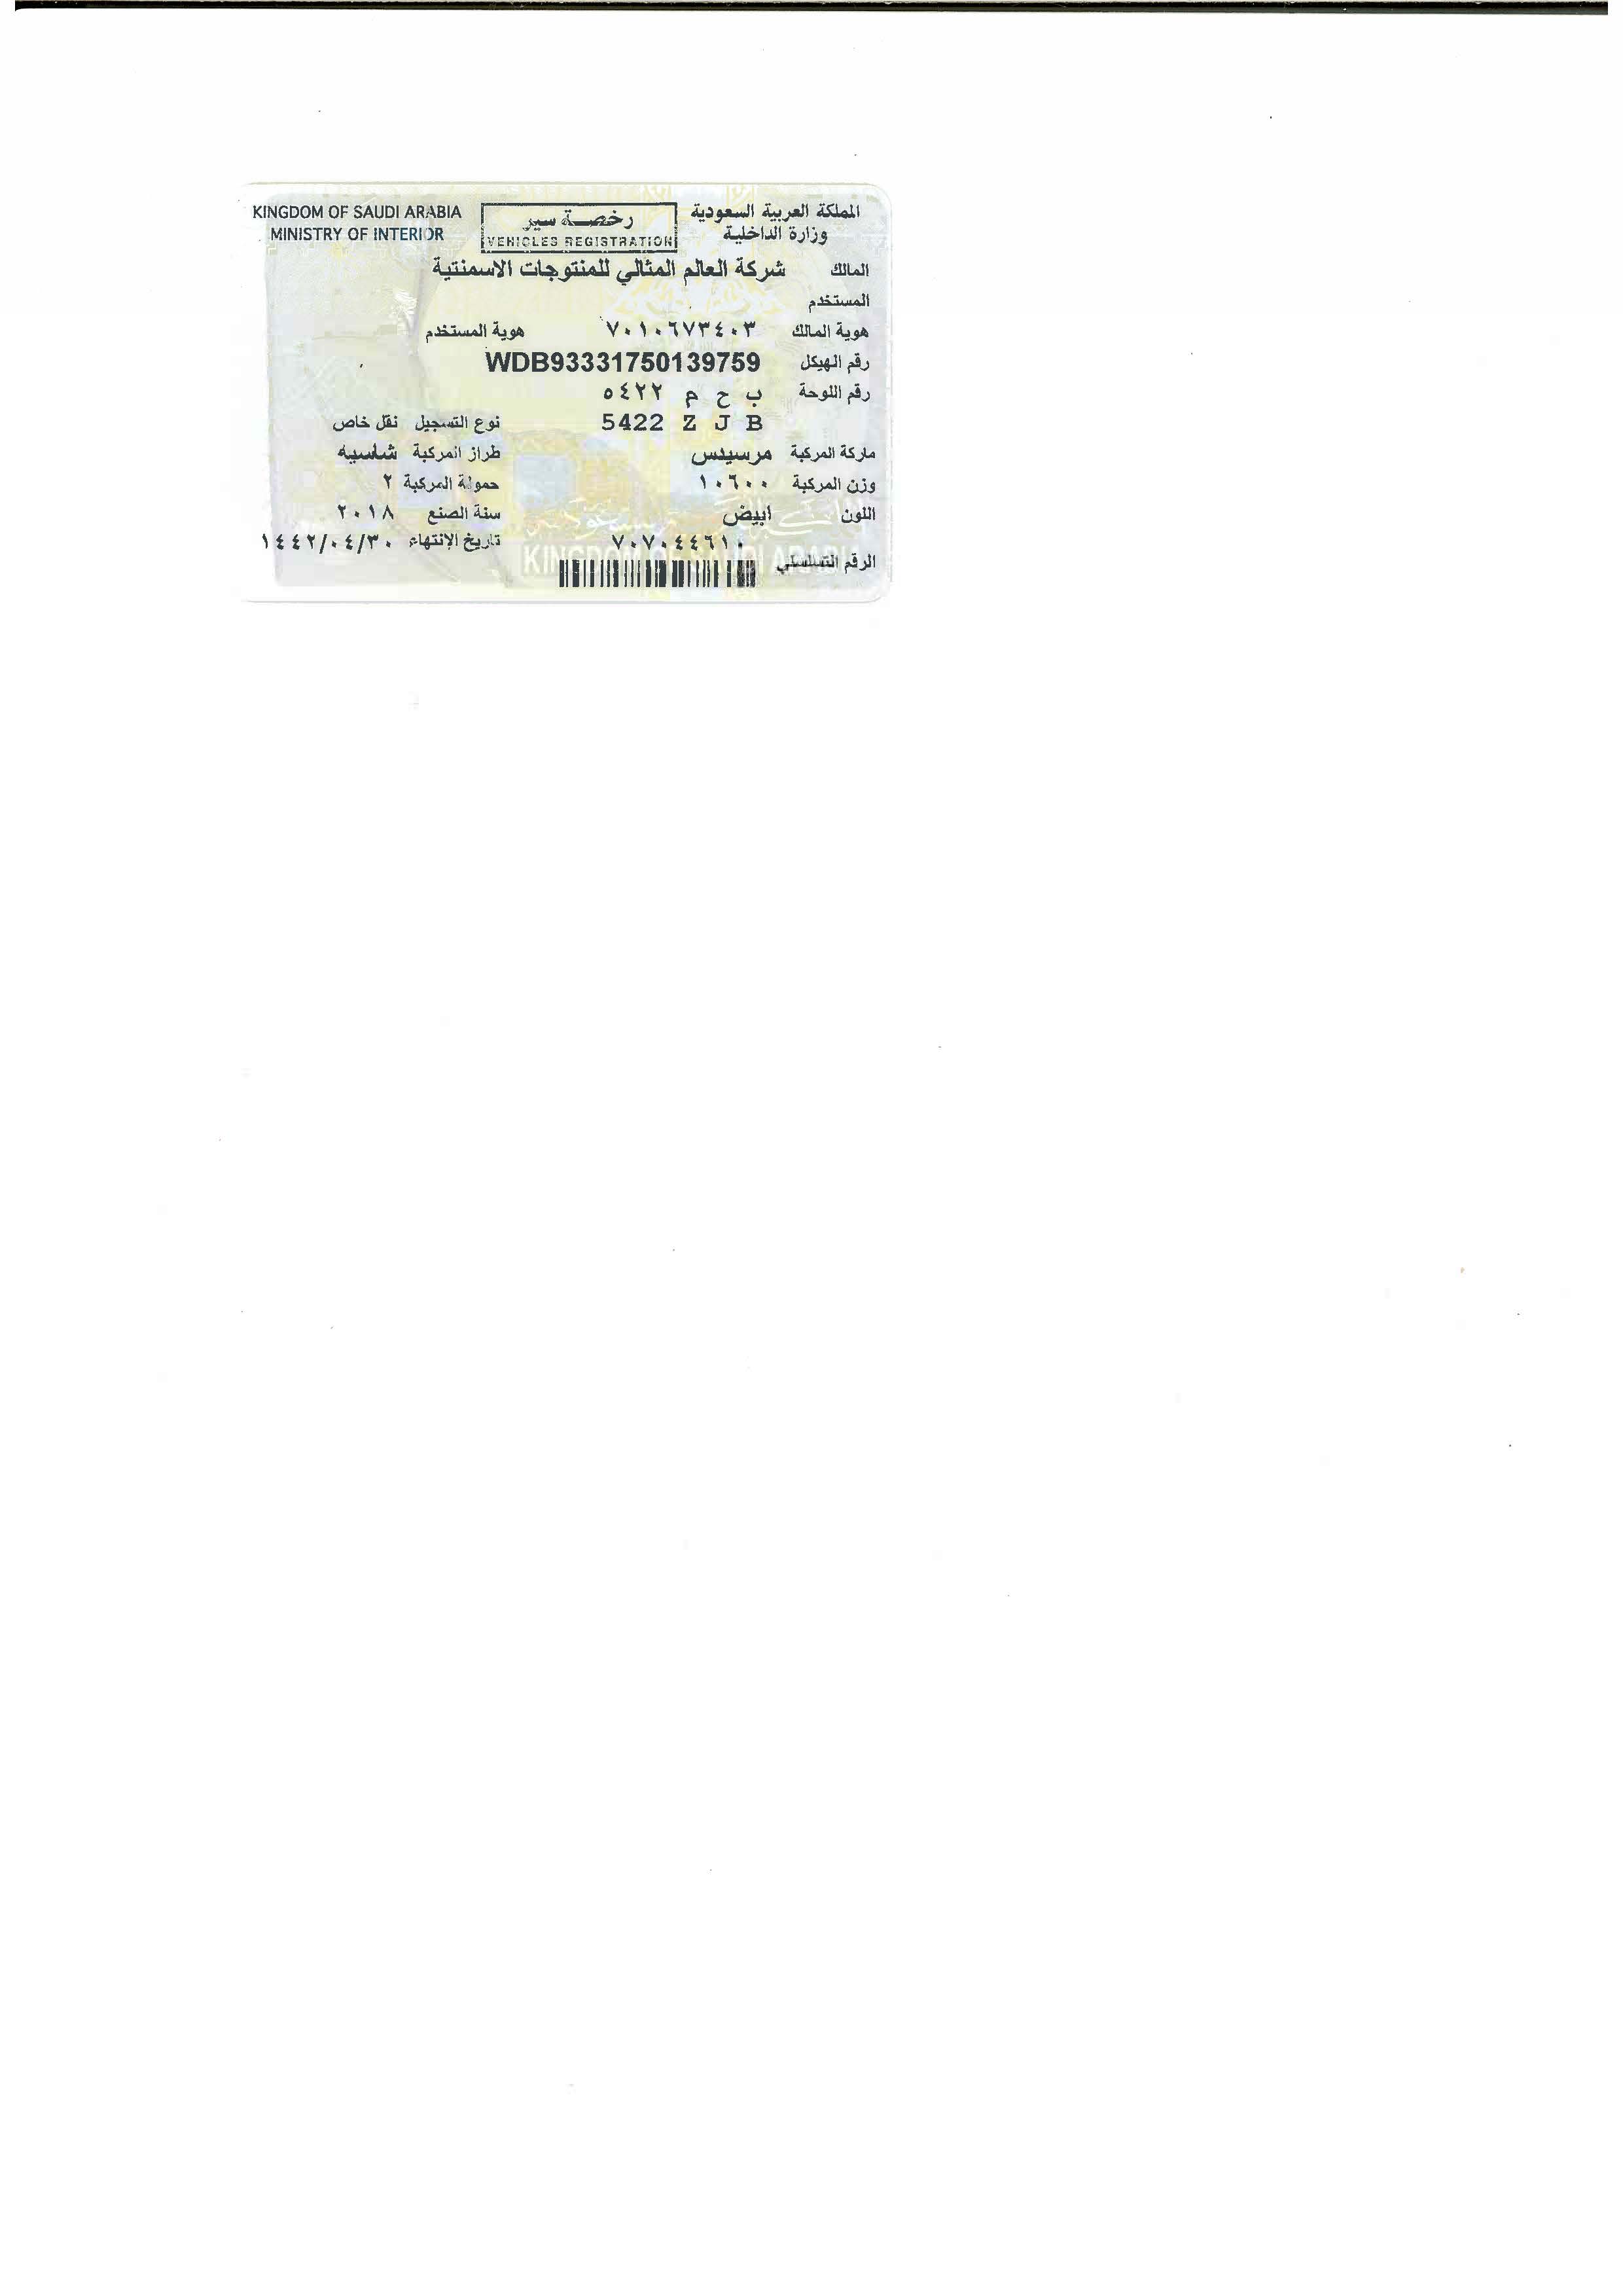 KINGDOM OF SAUDI ARABIA
MINISTRY OF INTERIOR
رخصة سير
VEHICLES REGISTRATION
المملكة العربية السعودية
وزارة الداخلية
المالك شركة العالم المثالي للمنتوجات الاسمنتية
المستخدم
هوية المالك ٧٠١٠٦٧٣٤٠٣ هوية المستخدم
رقم الهيكل WDB93331750139759
رقم اللوحة ب ح م ٥٤٢٢
5422 Z J B نوع التسجيل نقل خاص
ماركة المركبة مرسيدس طراز المركبة شاسيه
وزن المركبة ١٠٦٠٠ حمولة المركبة ٢
اللون ابيض سنة الصنع ٢٠١٨
٧٠٧٠٤٤٦١٠ تاريخ الإنتهاء ١٤٤٢/٠٤/٣٠
الرقم التسلسلي
KINGDOM OF SAUDI ARABIA